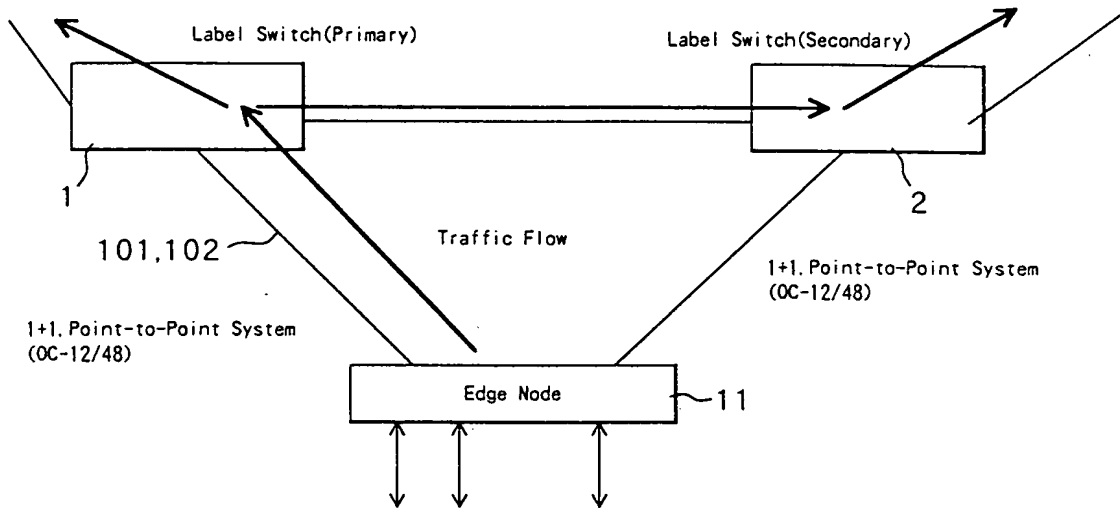 Label Switch(Primary)
Label Switch(Secondary)
1
2
101,102
Traffic Flow
1+1. Point-to-Point System
(OC-12/48)
1+1. Point-to-Point System
(OC-12/48)
Edge Node
11